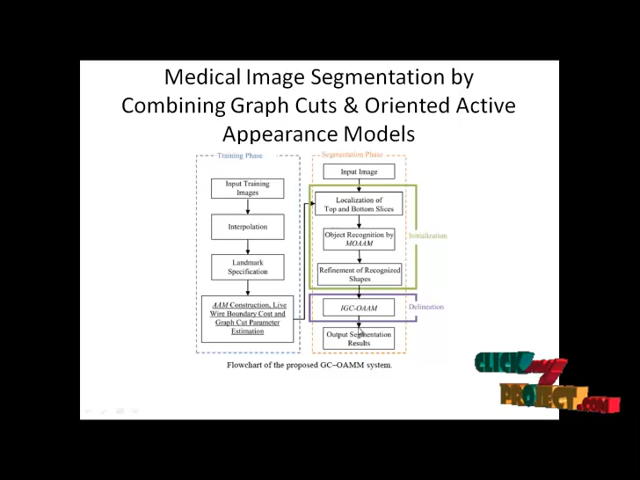 Medical Image Segmentation by
Combining Graph Cuts & Oriented Active
Appearance Models
Training Phase
Input Training
Images
Interpolation
Landmark
Specification
AAM Construction, Live
Wire Boundary Cost and
Graph Cut Parameter
Estimation
Segmentation Phase
Input Image
Localization of
Top and Bottom Slices
Object Recognition by
MOAAM
Refinement of Recognized
Shapes
Initialization
IGC-OAAM
Delineation
Output Segmentation
Results
Flowchart of the proposed GC–OAMM system.
CLICK MY
PROJECT.COM